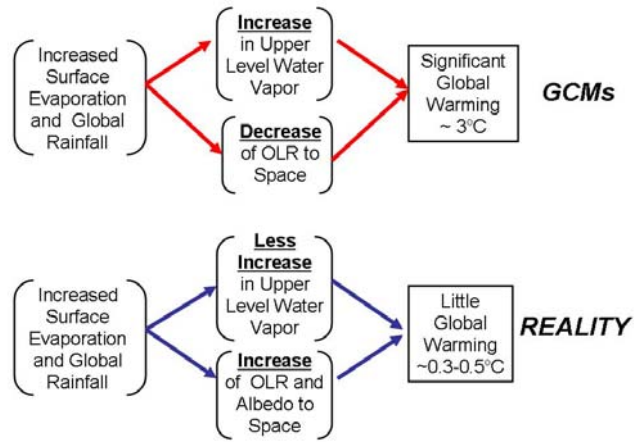 Increased
Surface
Evaporation
and Global
Rainfall
Increase
in Upper
Level Water
Vapor
Decrease
of OLR to
Space
Significant
Global
Warming
~ 3°C
GCMs
Increased
Surface
Evaporation
and Global
Rainfall
Less
Increase
in Upper
Level Water
Vapor
Increase
of OLR and
Albedo to
Space
Little
Global
Warming
~0.3-0.5°C
REALITY